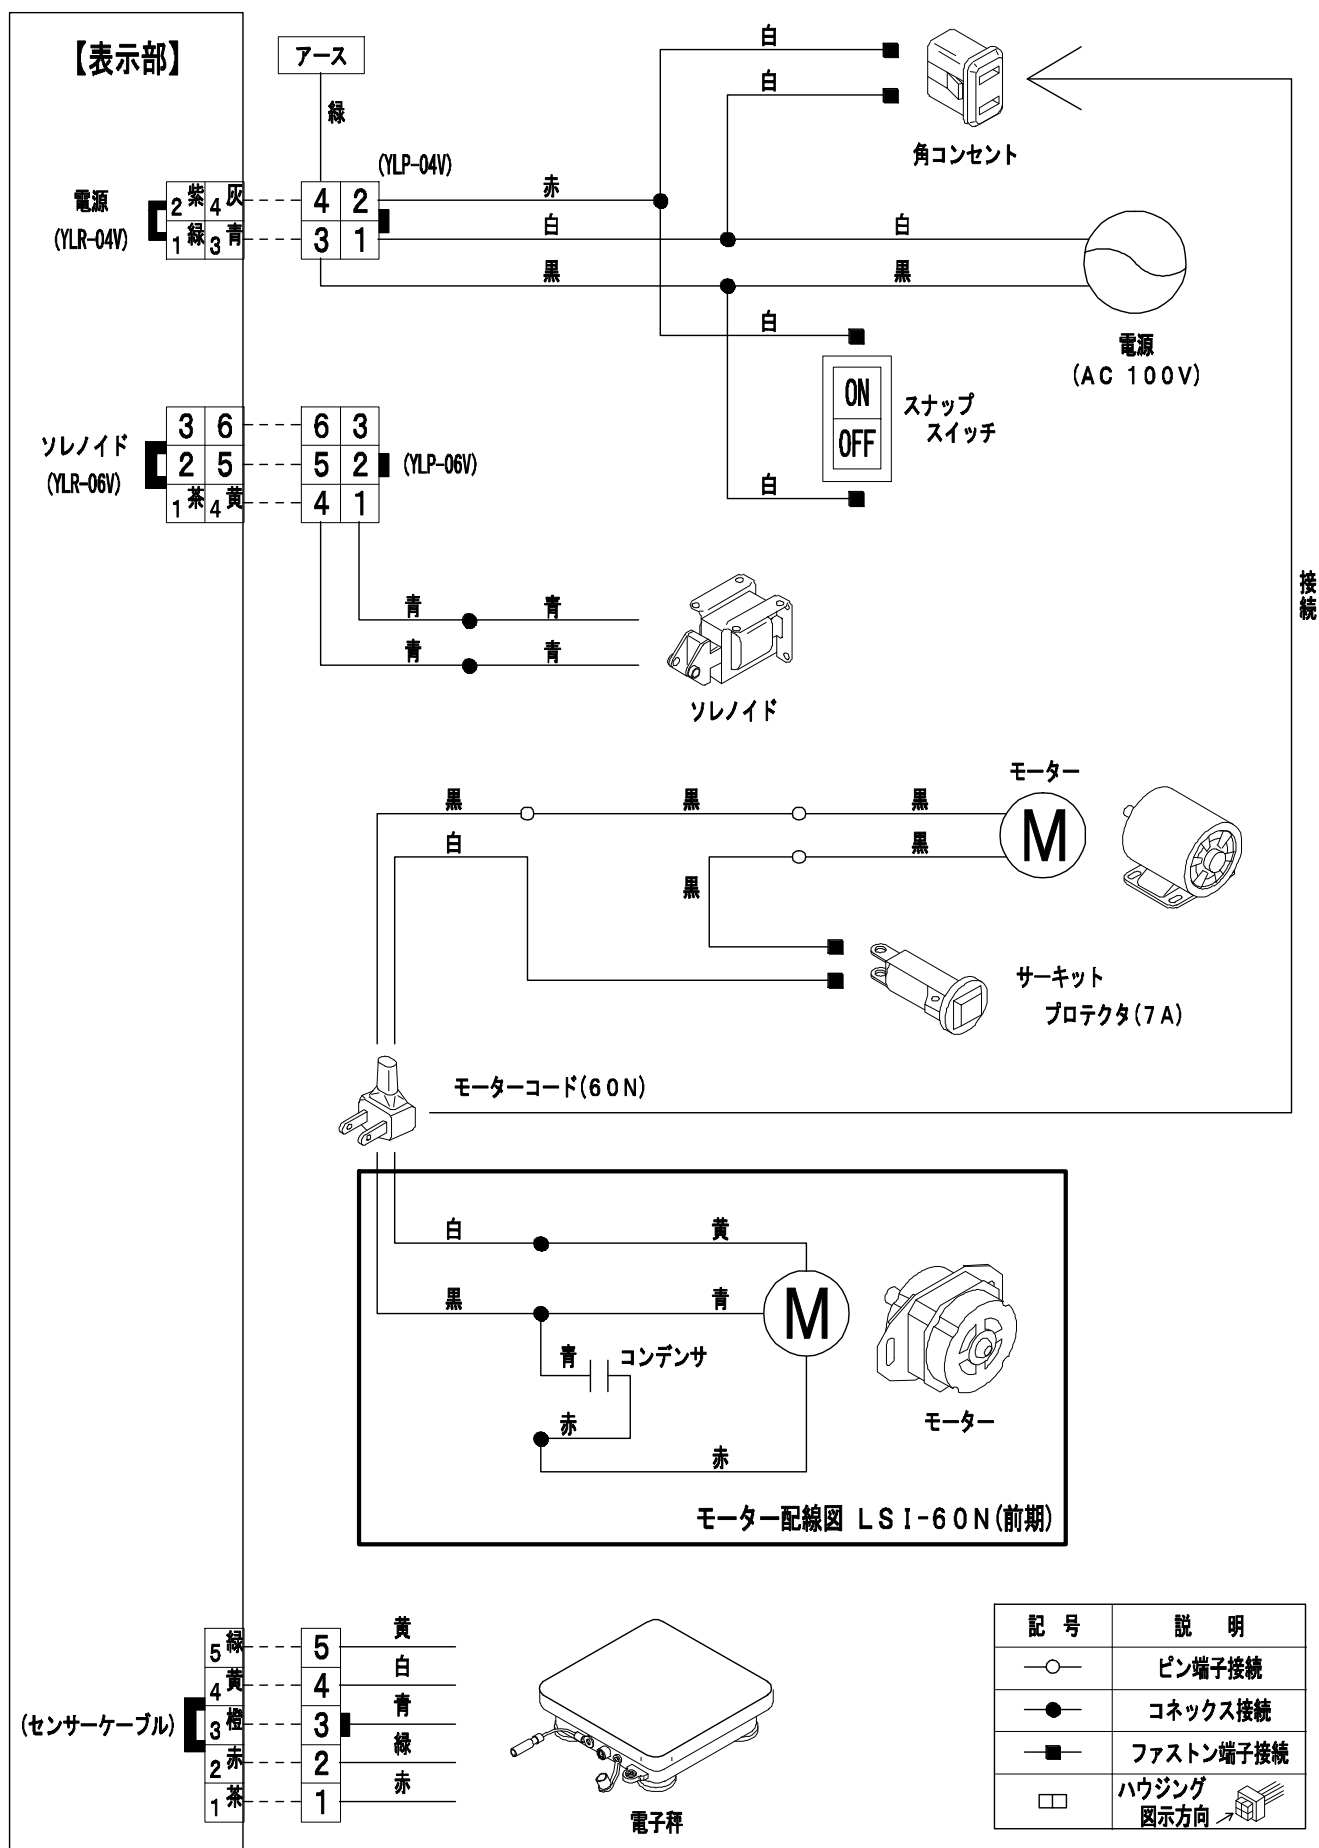 【表示部】
アース
緑
白
白
角コンセント
(YLP-04V)
電源
(YLR-04V)
2 紫 4 灰
1 緑 3 青
4 2
3 1
赤
白 白
黒 黒
電源
(AC 100V)
白
ON
OFF
スナップ
スイッチ
白
ソレノイド
(YLR-06V)
3 6
2 5
1 茶 4 黄
6 3
5 2
4 1
(YLP-06V)
青 青
青 青
ソレノイド
接続
モーター
黒 黒 黒
白 黒
M
黒
サーキット
プロテクタ(7A)
モーターコード(60N)
白 黄
黒 青
M
青 コンデンサ
赤
赤
モーター
モーター配線図 LSI-60N(前期)
(センサーケーブル)
5 緑 5 黄
4 黄 4 白
3 橙 3 青
2 赤 2 緑
1 茶 1 赤
電子秤
記号 説明
ピン端子接続
コネックス接続
ファストン端子接続
ハウジング
図示方向